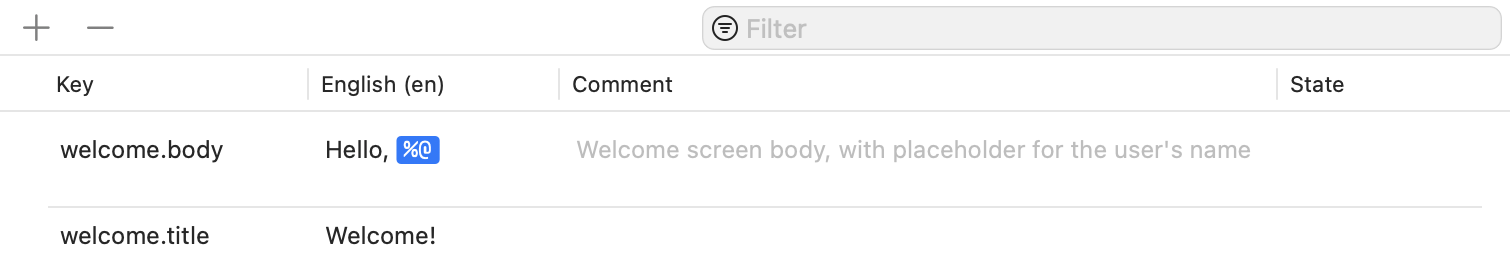 Filter
Key English (en) Comment State
welcome.body Hello, %@ Welcome screen body, with placeholder for the user's name
welcome.title Welcome!